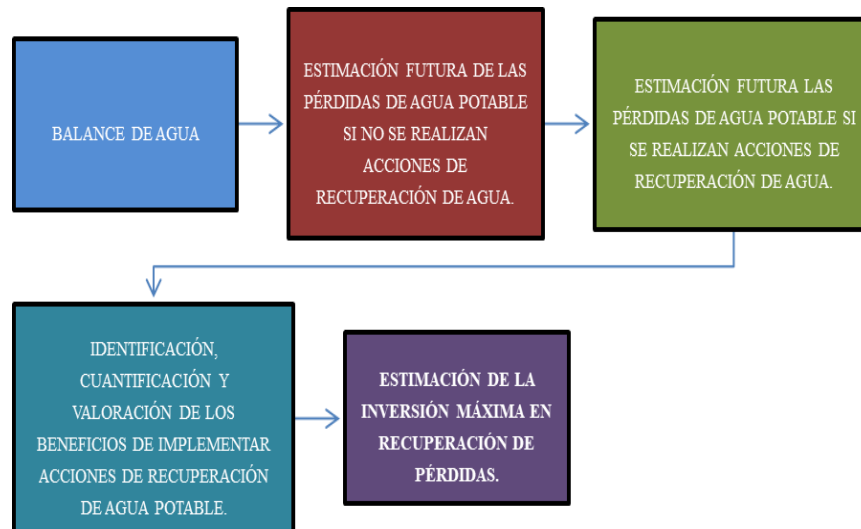 BALANCE DE AGUA
ESTIMACIÓN FUTURA DE LAS
PÉRDIDAS DE AGUA POTABLE
SI NO SE REALIZAN
ACCIONES DE
RECUPERACIÓN DE AGUA.
ESTIMACIÓN FUTURA LAS
PÉRDIDAS DE AGUA POTABLE SI
SE REALIZAN ACCIONES DE
RECUPERACIÓN DE AGUA.
IDENTIFICACIÓN,
CUANTIFICACIÓN Y
VALORACIÓN DE LOS
BENEFICIOS DE IMPLEMENTAR
ACCIONES DE RECUPERACIÓN
DE AGUA POTABLE.
ESTIMACIÓN DE LA
INVERSIÓN MÁXIMA EN
RECUPERACIÓN DE
PÉRDIDAS.